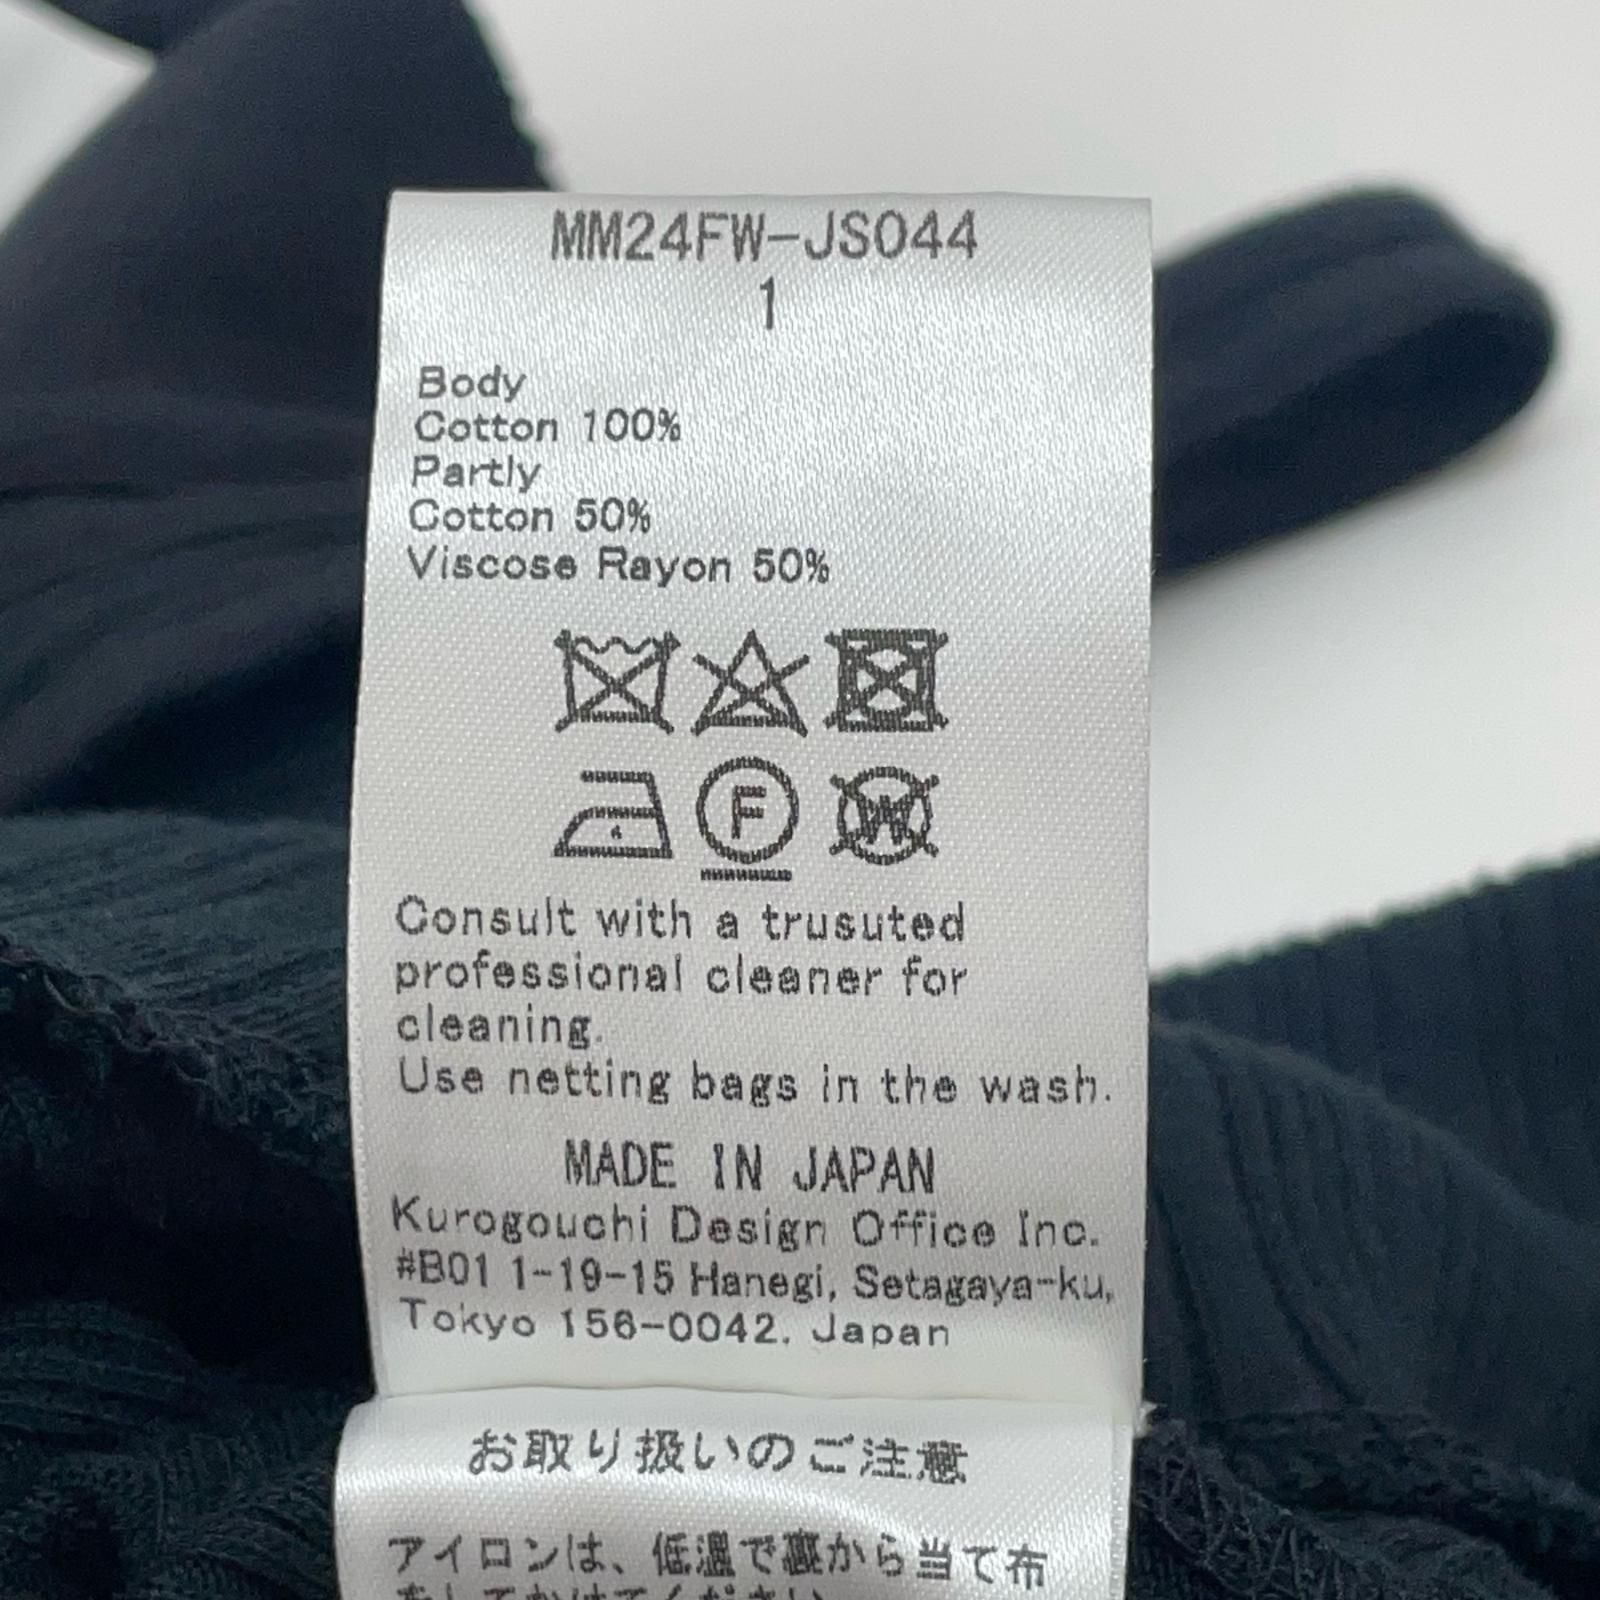 MM24FW-JS044
1
Body
Cotton 100%
Partly
Cotton 50%
Viscose Rayon 50%
F
W
Consult with a trusuted
professional cleaner for
cleaning.
Use netting bags in the wash.
MADE IN JAPAN
Kurogouchi Design Office Inc.
#B01 1-19-15 Hanegi, Setagaya-ku,
Tokyo 156-0042. Japan
お取り扱いのご注意
アイロンは、低温で裏から当て布